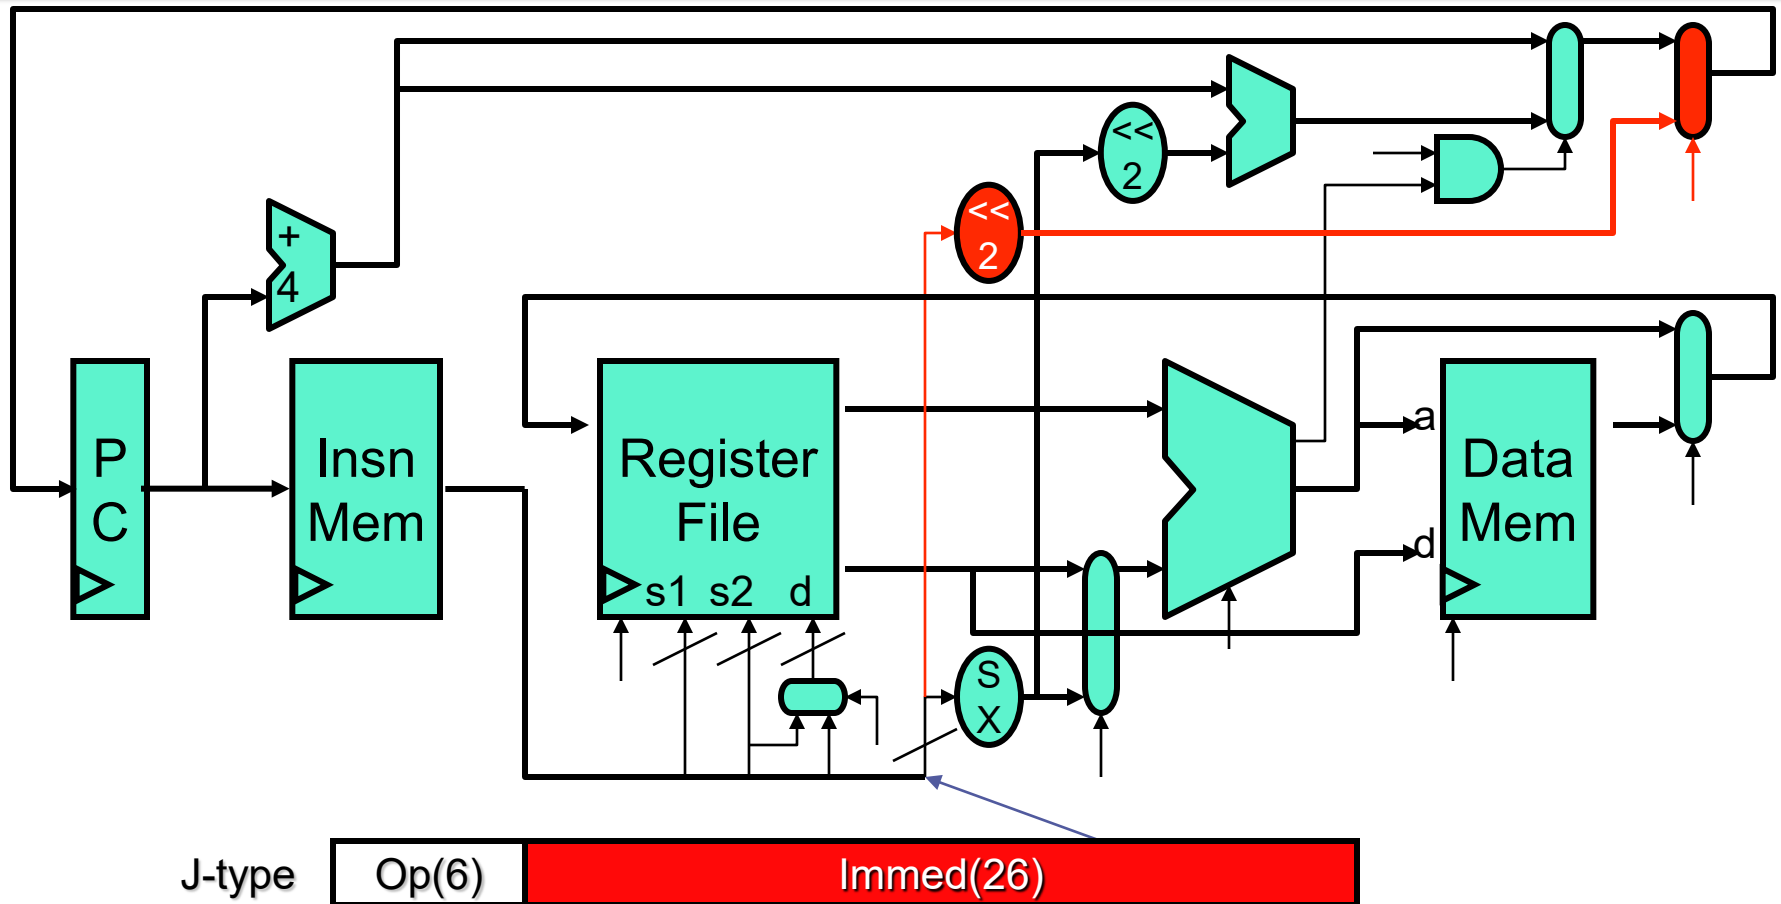 <<
2
<<
2
+
4
P
C
Insn
Mem
Register
File
s1 s2 d
a
d
Data
Mem
S
X
J-type Op(6) Immed(26)